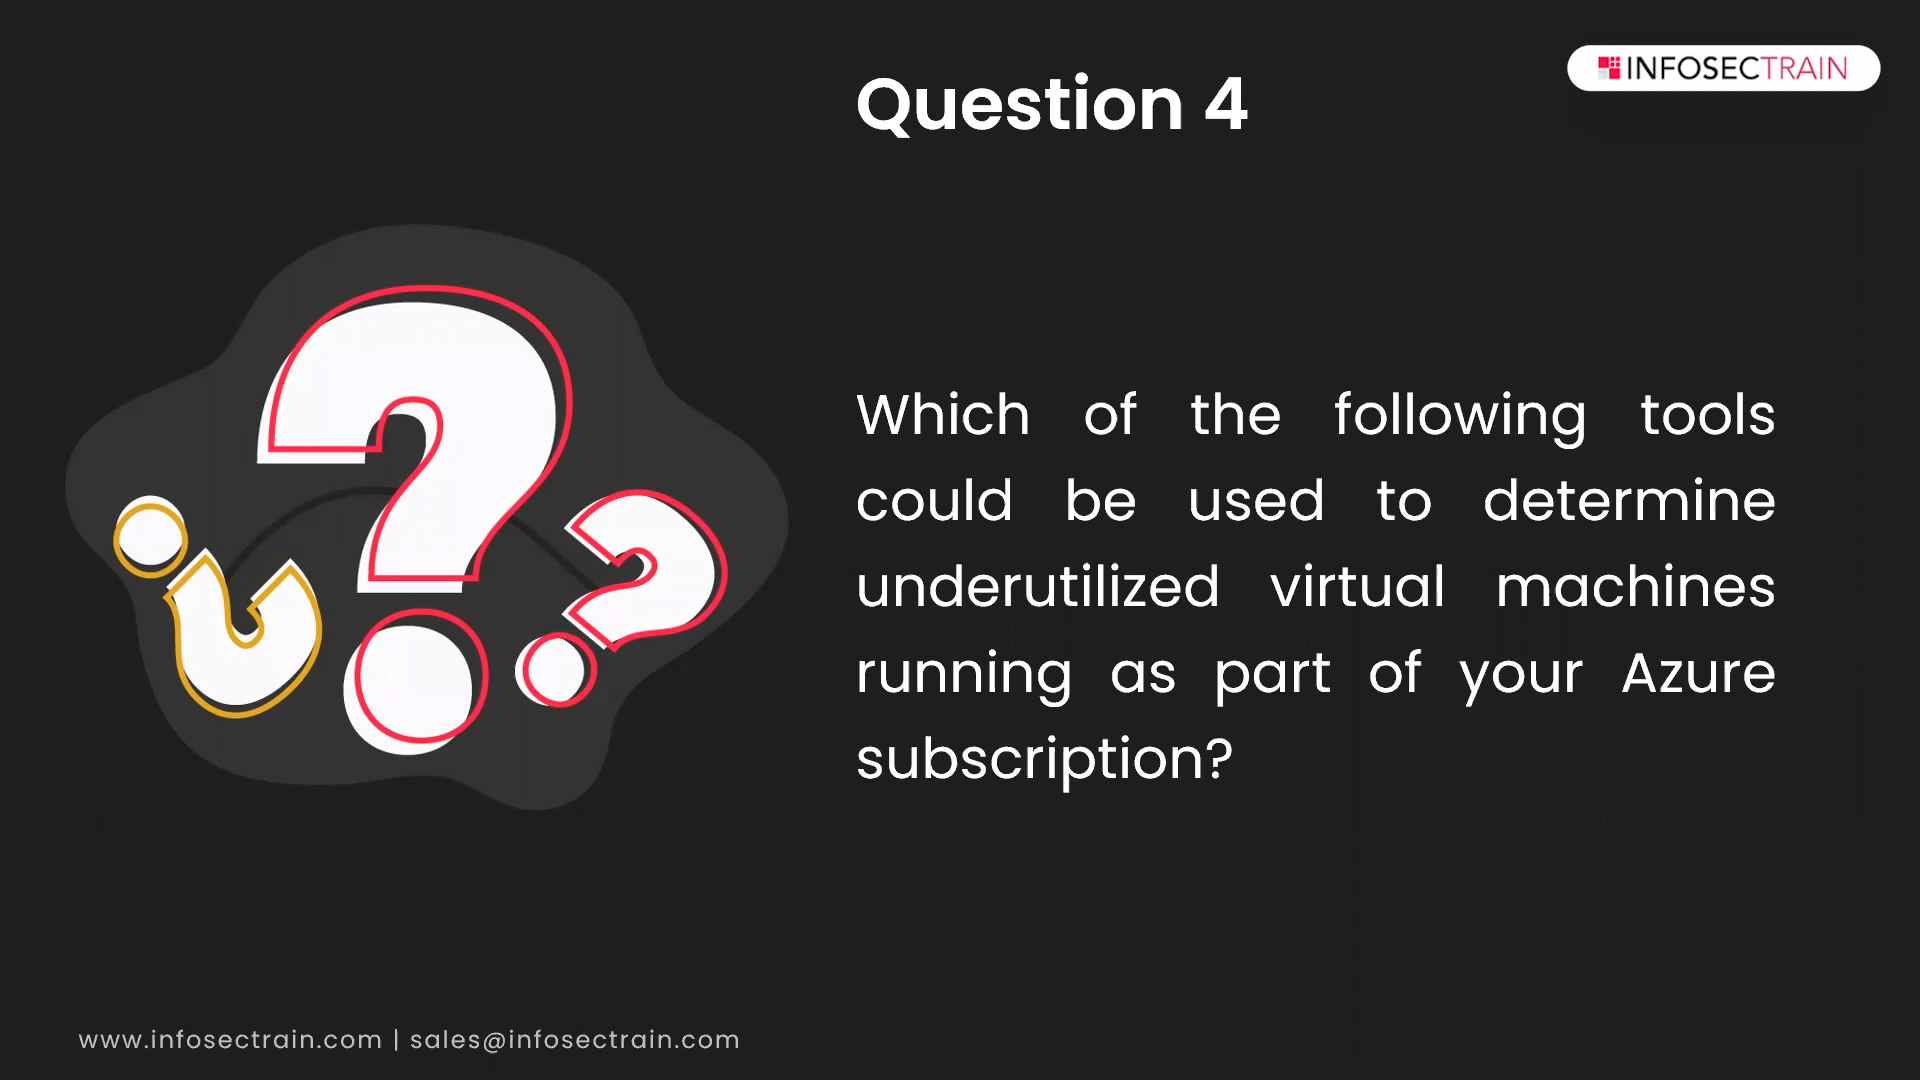 INFOSECTRAIN
Question 4
Which of the following tools
could be used to determine
underutilized virtual machines
running as part of your Azure
subscription?
www.infosectrain.com | sales@infosectrain.com